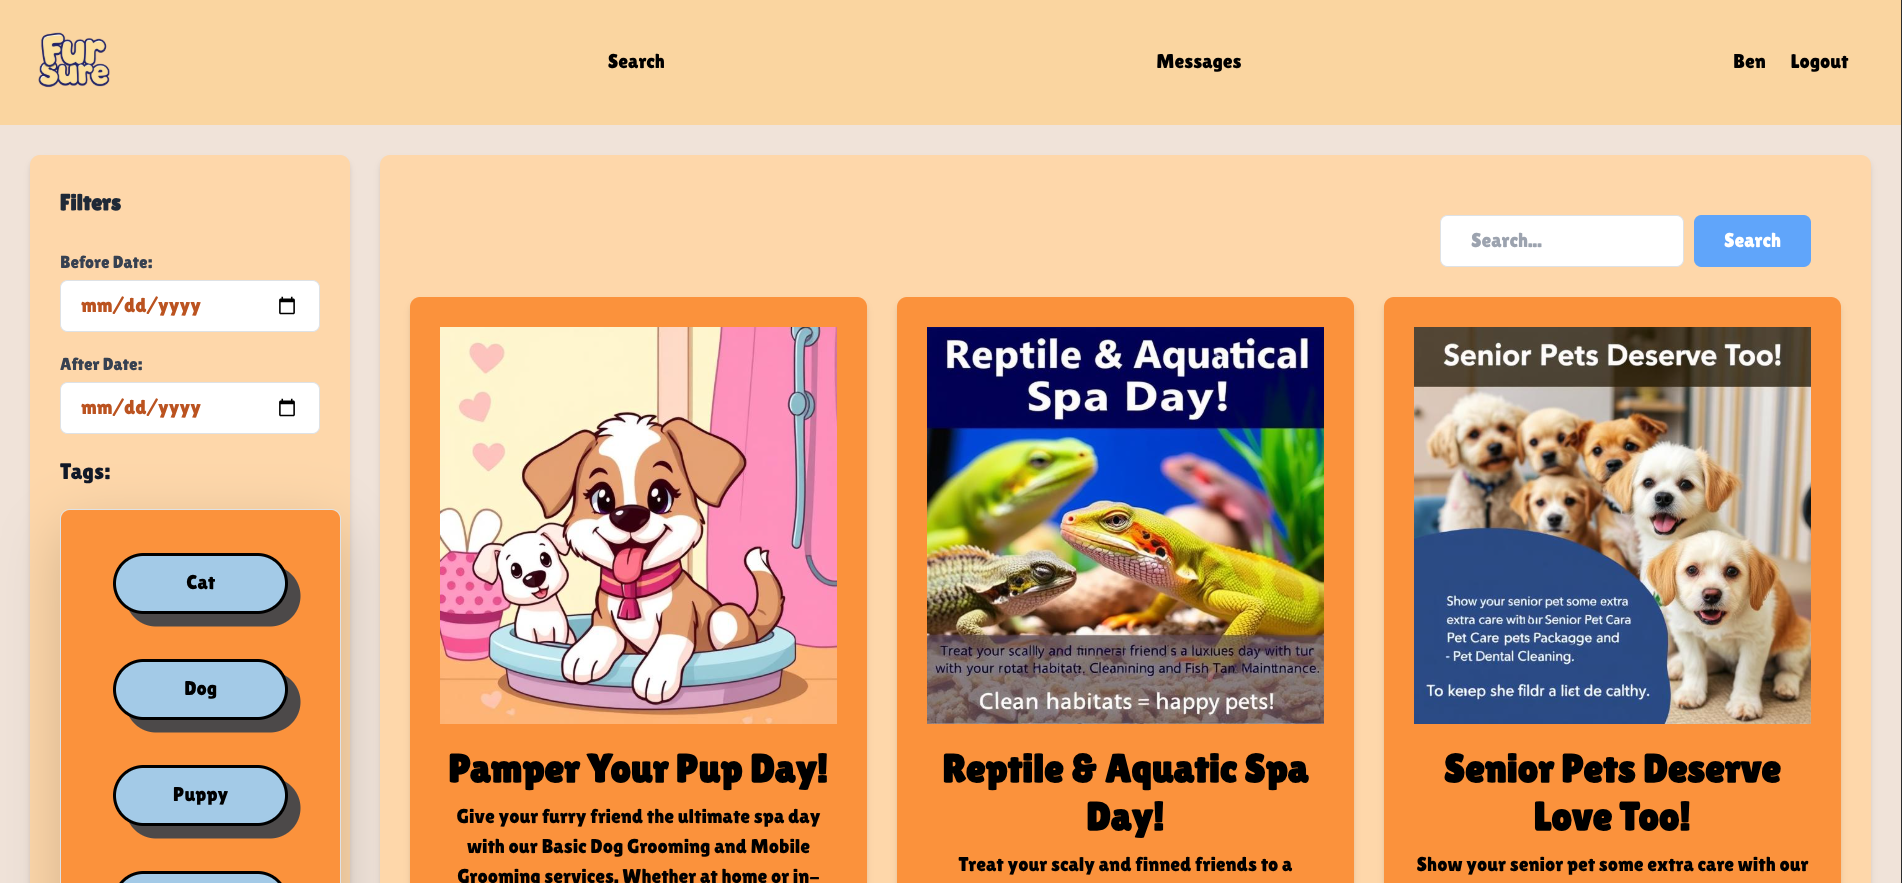 Fur
Sure
Search
Messages
Ben
Logout
Filters
Before Date:
mm/dd/yyyy
After Date:
mm/dd/yyyy
Tags:
Cat
Dog
Puppy
Search...
Search
Pamper Your Pup Day!
Give your furry friend the ultimate spa day
with our Basic Dog Grooming and Mobile
Grooming services. Whether at home or in-
Reptile & Aquatical
Spa Day!
Treat your scallly and friend s a luxiues day with tur
with your rotat Habitatz, Cleanining and Fish Tan Mainttnance.
Clean habitats = happy pets!
Reptile & Aquatic Spa
Day!
Treat your scaly and finned friends to a
Senior Pets Deserve Too!
Show your senior pet some extra
extra care with our Senior Pet Cara
Pet Care pets Packaogge and
- Pet Dental Cleaning.
To keiep she fildr a liet de calthy.
Senior Pets Deserve
Love Too!
Show your senior pet some extra care with our